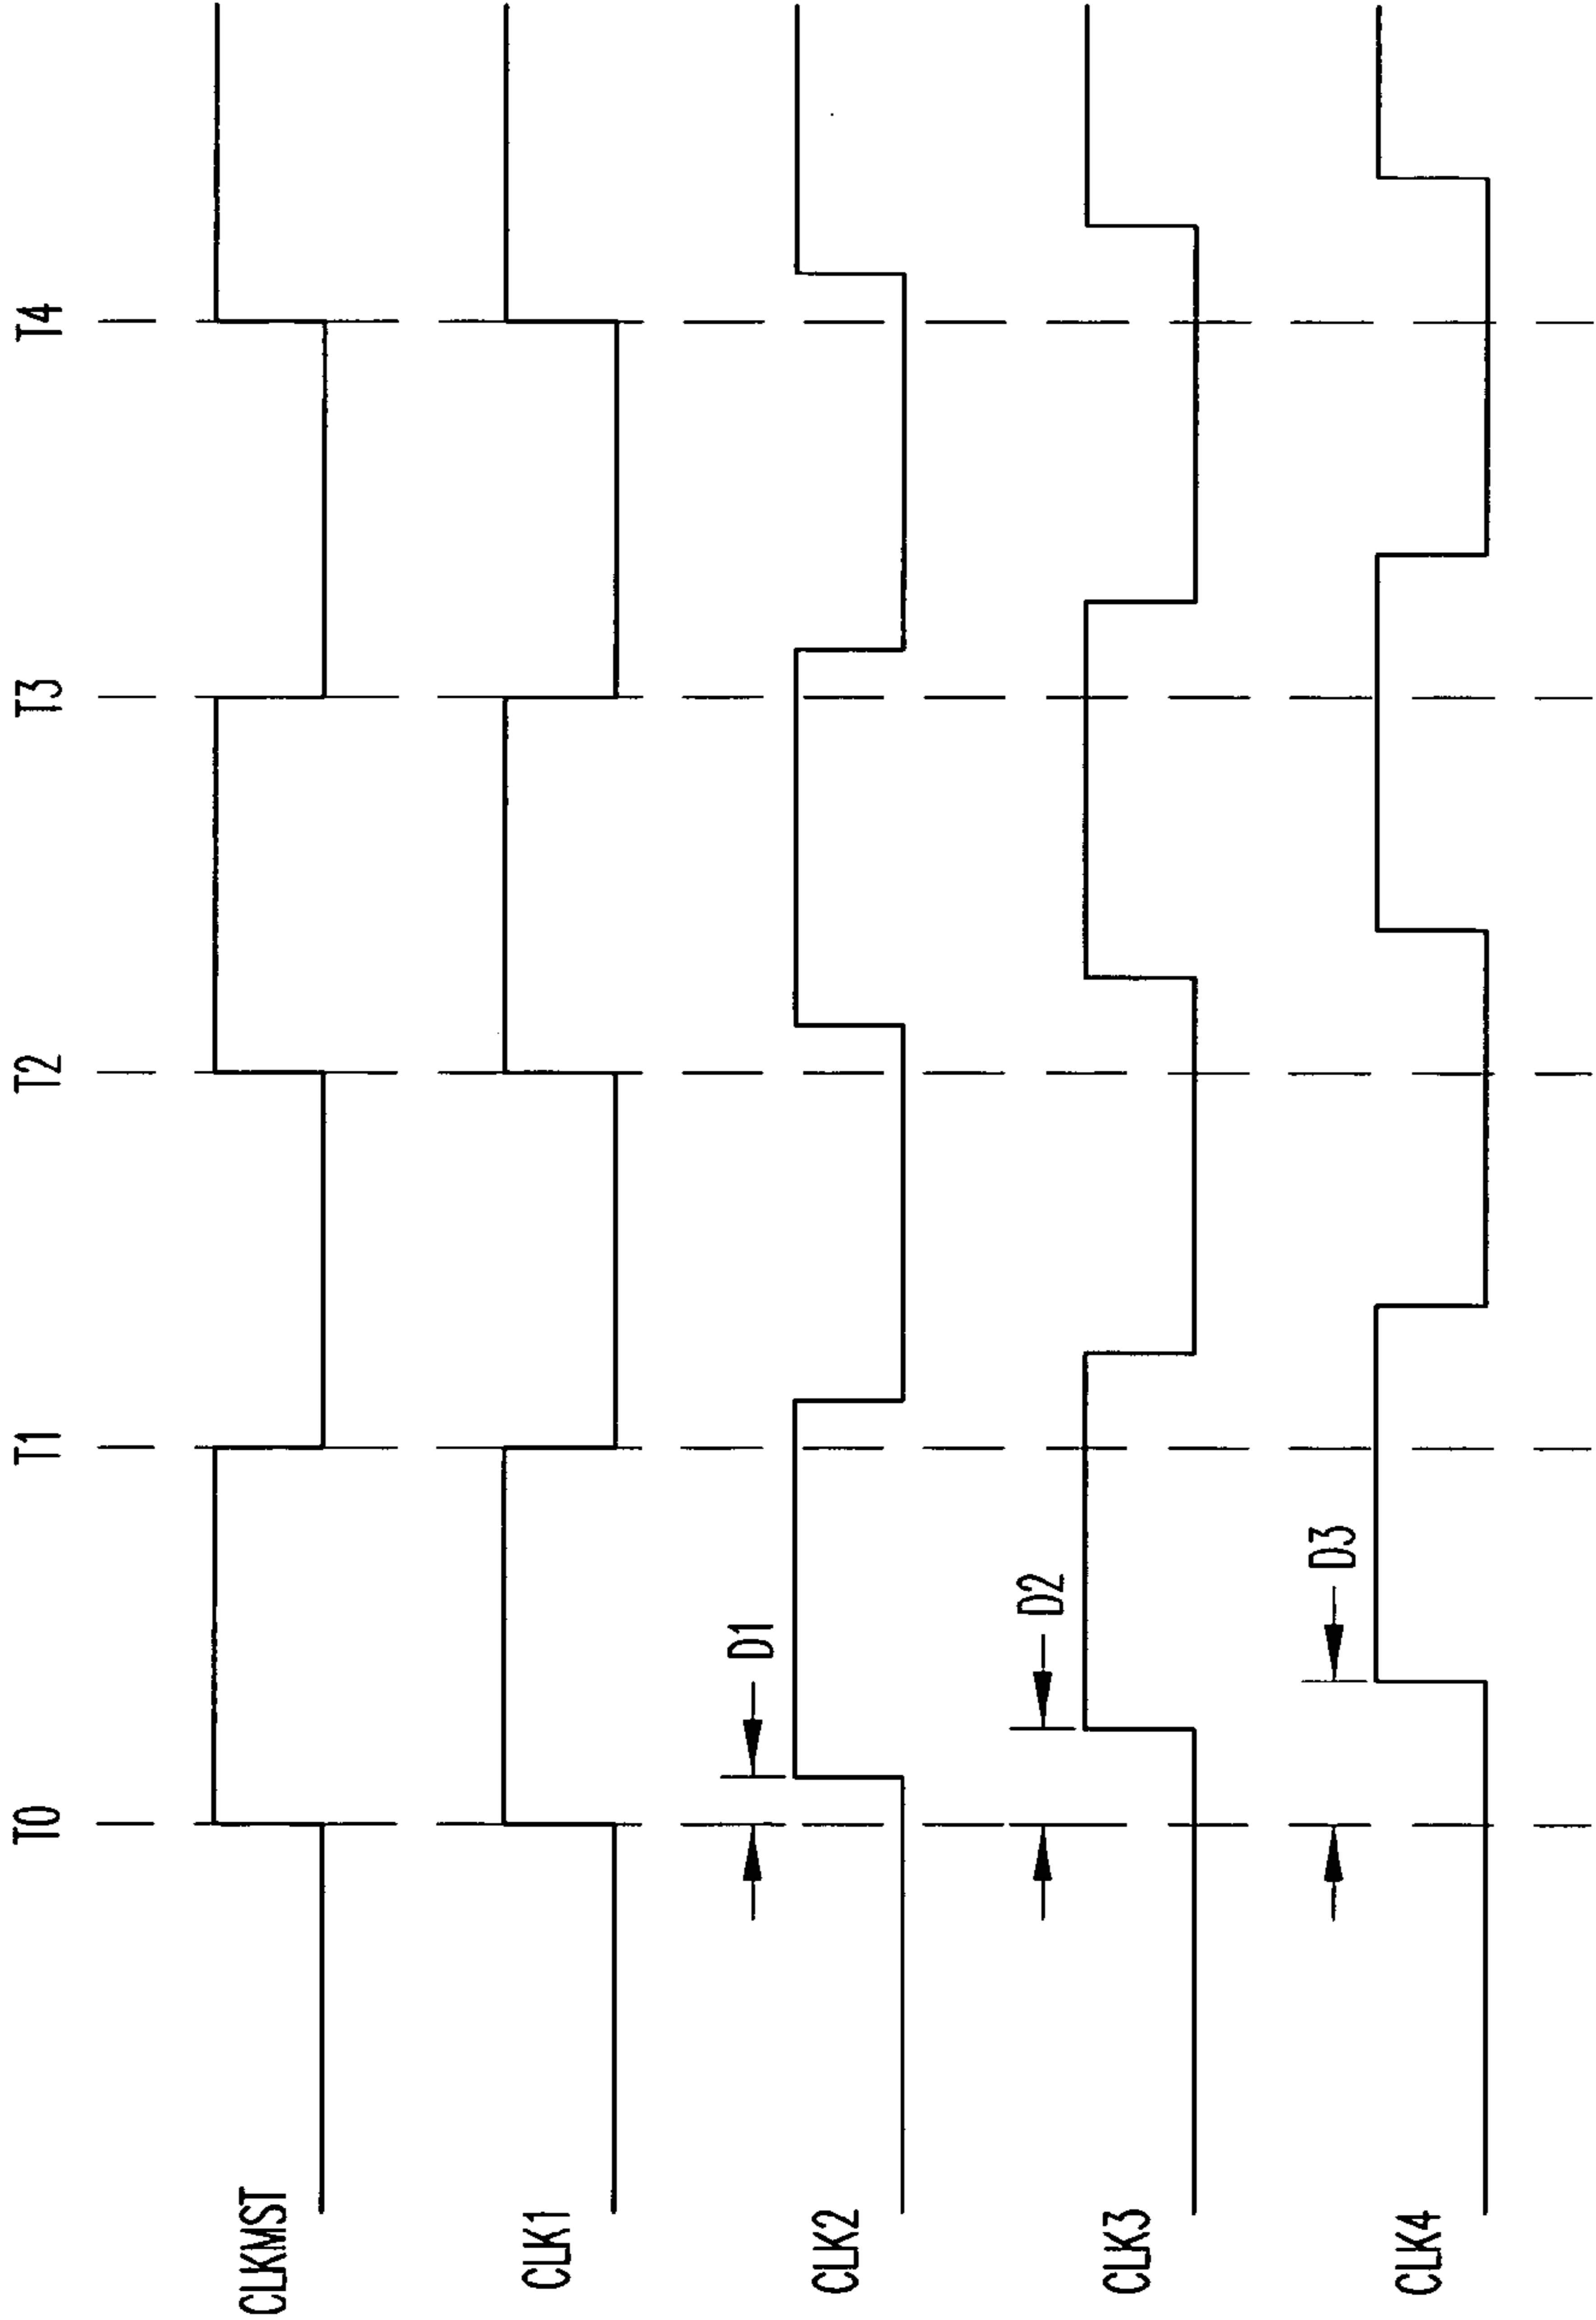 T0 T1 T2 T3 T4
CLKMST
CLK1
D1
CLK2
D2
CLK3
D3
CLK4